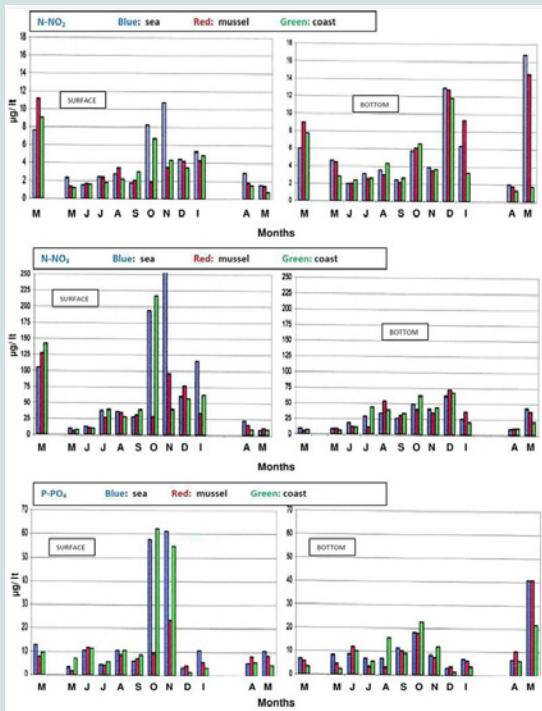 N-NO₂ Blue: sea Red: mussel Green: coast
18 16 14 12 10 8 6 4 2 0
µg/lt
SURFACE
M M J J A S O N D I A M
18 16 14 12 10 8 6 4 2 0
BOTTOM
M M J J A S O N D I A M
Months
N-NO₃ Blue: sea Red: mussel Green: coast
250 225 200 175 150 125 100 75 50 25 0
µg/lt
SURFACE
M M J J A S O N D I A M
250 225 200 175 150 125 100 75 50 25 0
BOTTOM
M M J J A S O N D I A M
Months
P-PO₄ Blue: sea Red: mussel Green: coast
70 60 50 40 30 20 10 0
µg/lt
SURFACE
M M J J A S O N D I A M
Months
70 60 50 40 30 20 10 0
BOTTOM
M M J J A S O N D I A M
Months